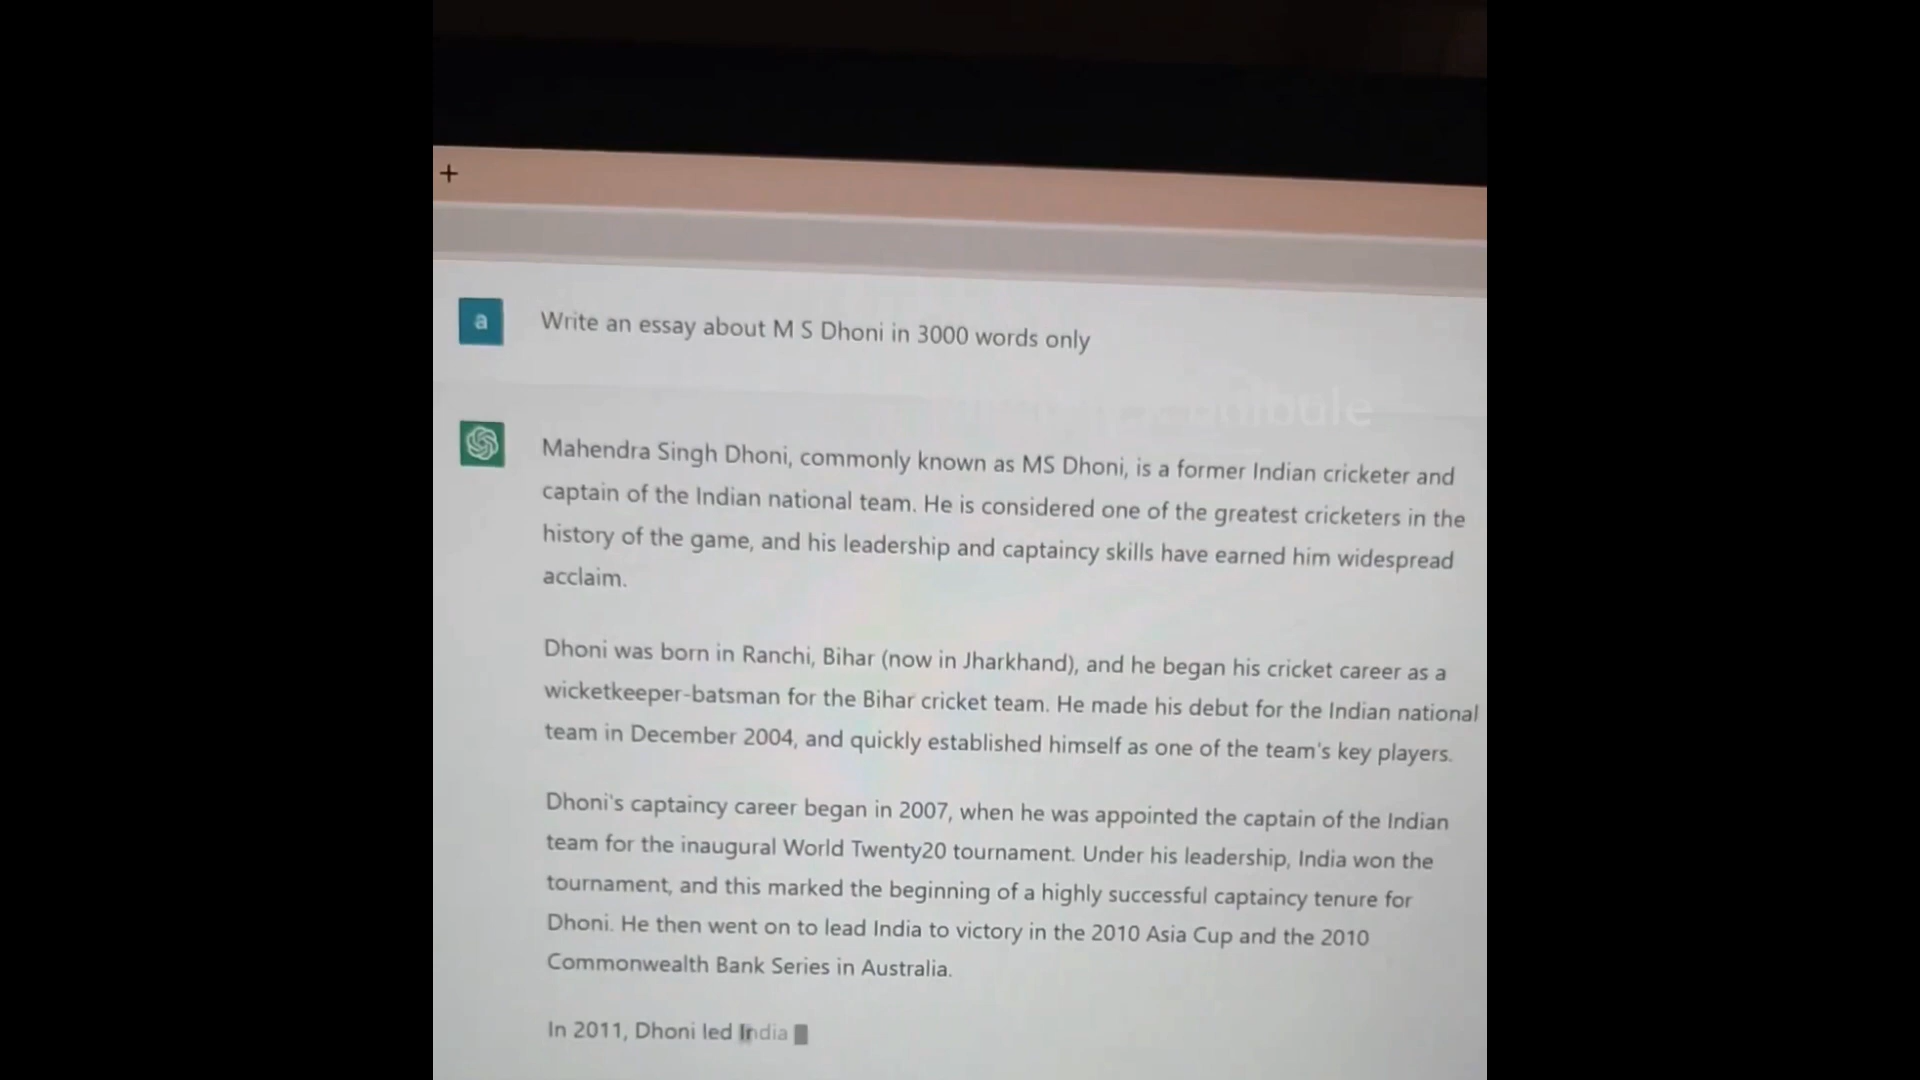 +
a
Write an essay about M S Dhoni in 3000 words only
Mahendra Singh Dhoni, commonly known as MS Dhoni, is a former Indian cricketer and
captain of the Indian national team. He is considered one of the greatest cricketers in the
history of the game, and his leadership and captaincy skills have earned him widespread
acclaim.
Dhoni was born in Ranchi, Bihar (now in Jharkhand), and he began his cricket career as a
wicketkeeper-batsman for the Bihar cricket team. He made his debut for the Indian national
team in December 2004, and quickly established himself as one of the team's key players.
Dhoni's captaincy career began in 2007, when he was appointed the captain of the Indian
team for the inaugural World Twenty20 tournament. Under his leadership, India won the
tournament, and this marked the beginning of a highly successful captaincy tenure for
Dhoni. He then went on to lead India to victory in the 2010 Asia Cup and the 2010
Commonwealth Bank Series in Australia.
In 2011, Dhoni led India